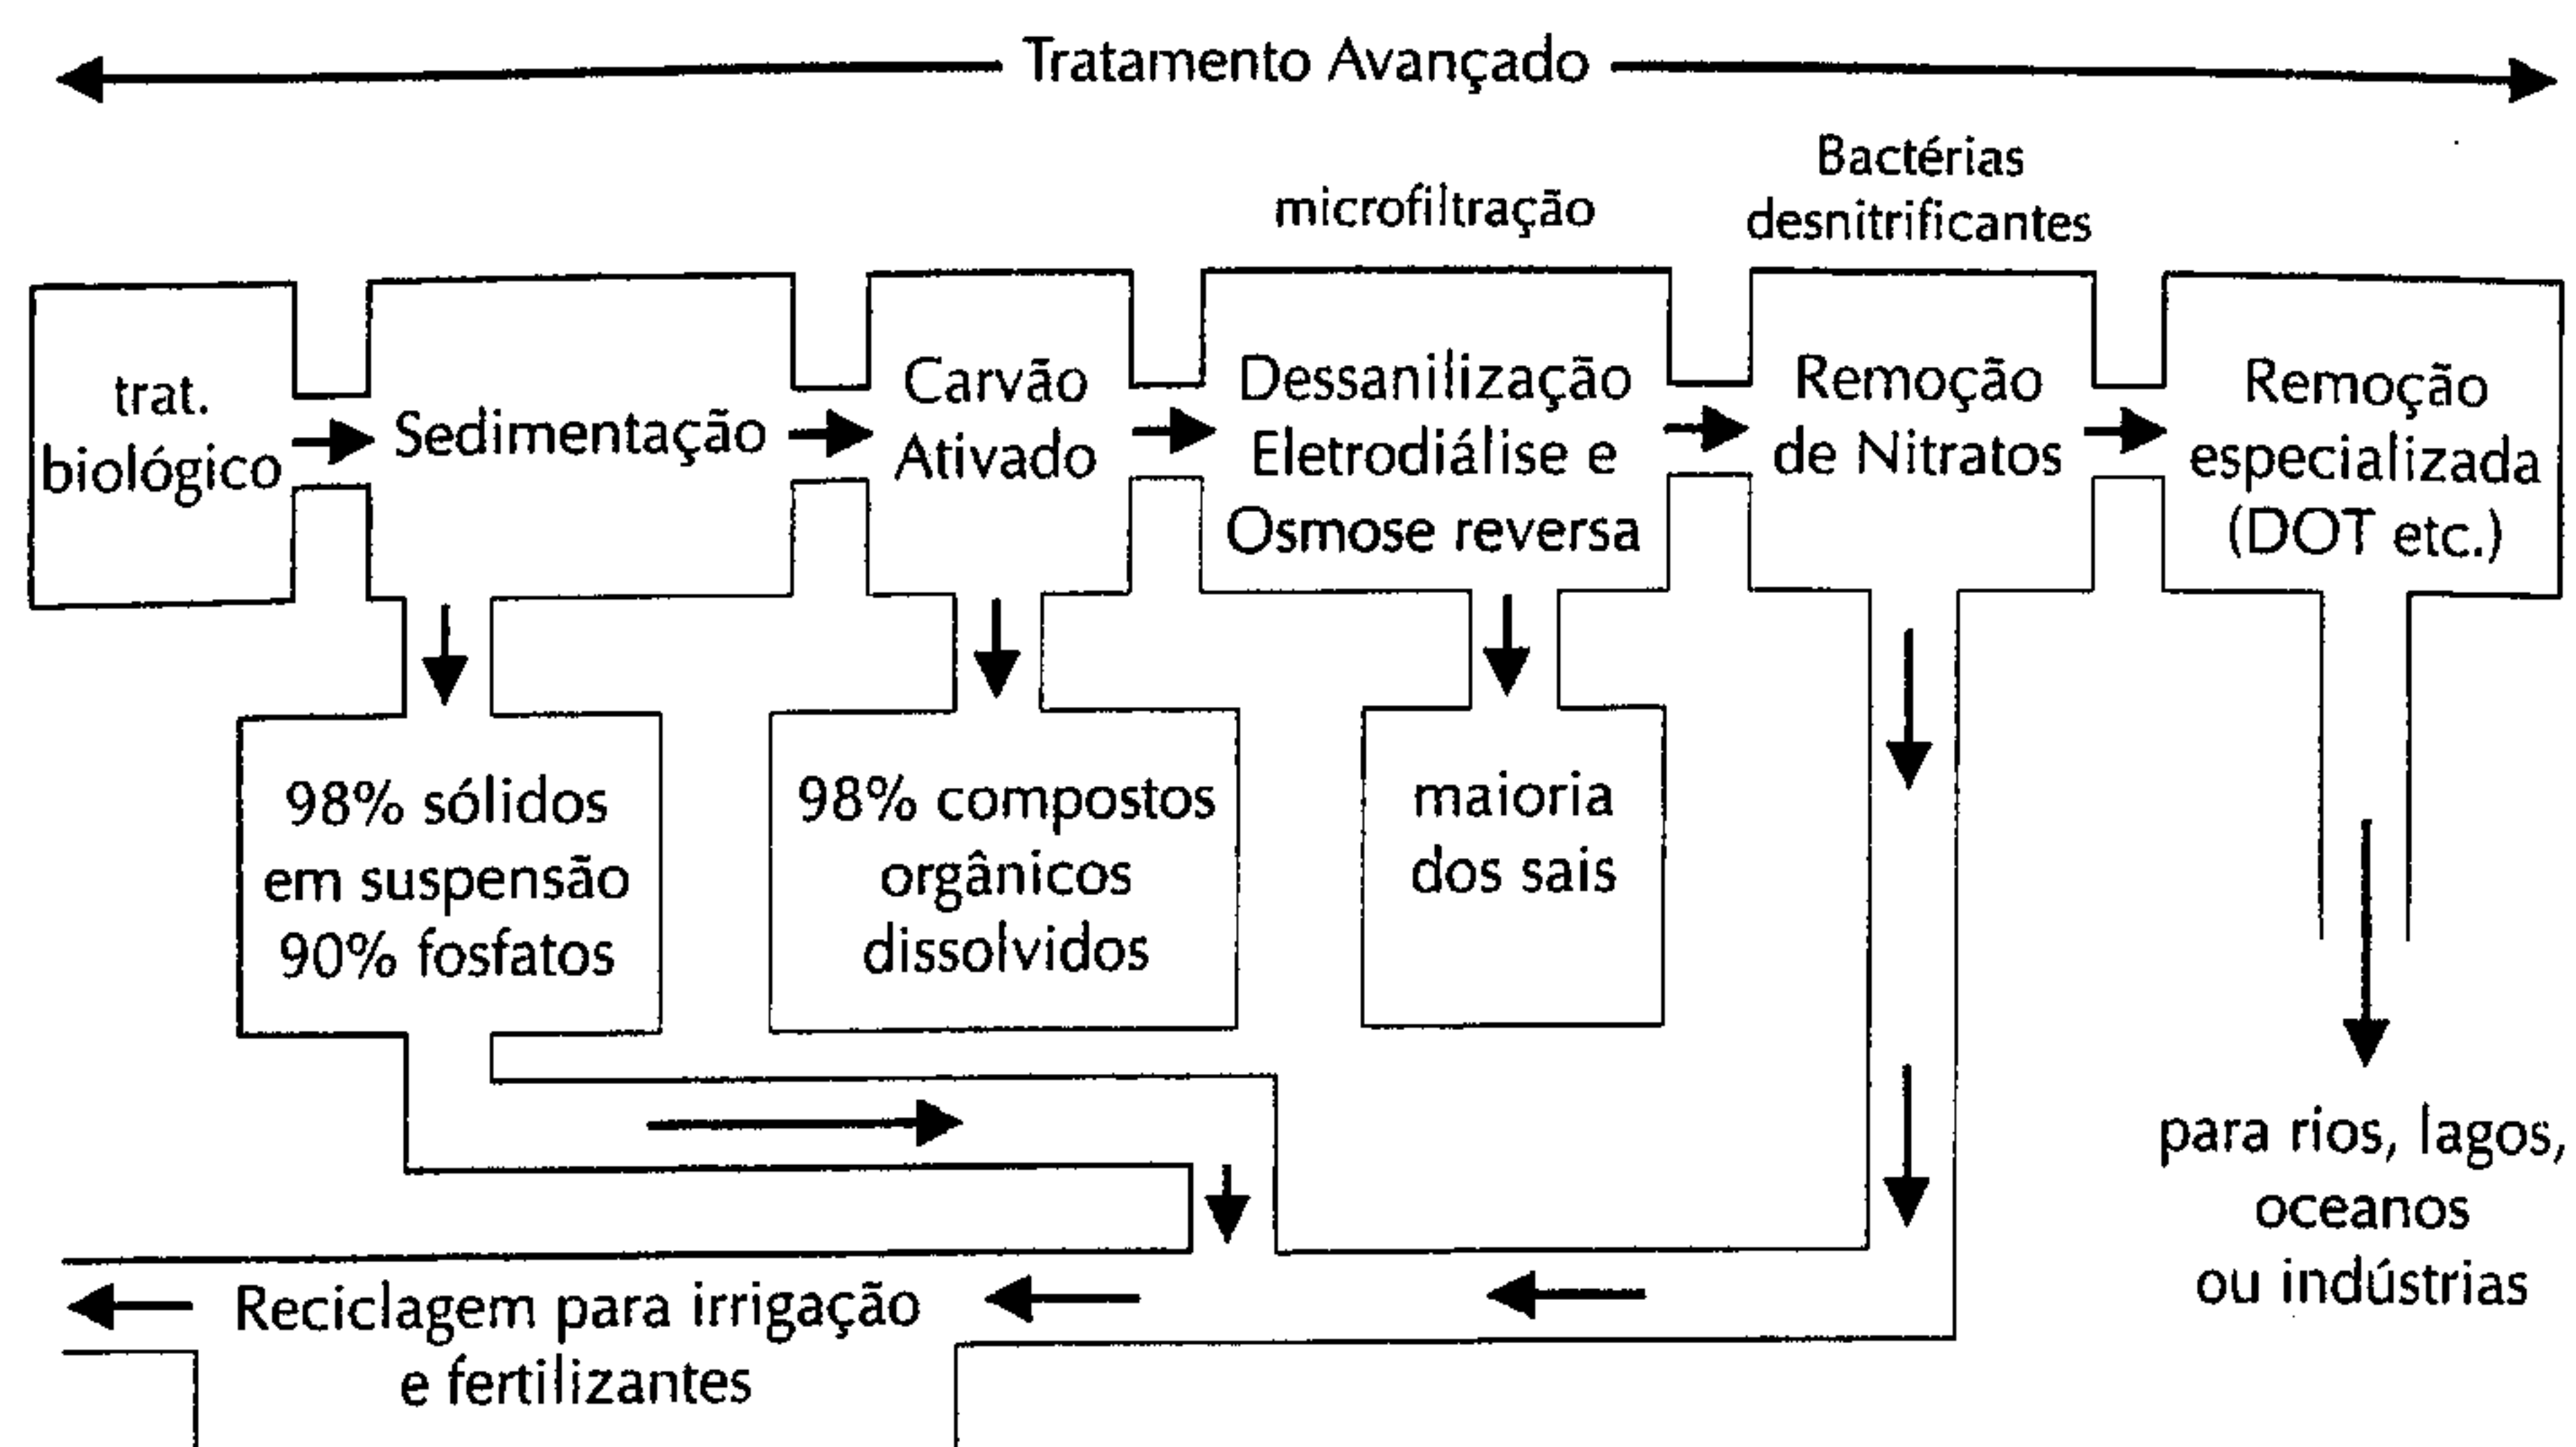 Tratamento Avançado
microfiltração
Bactérias
desnitrificantes
trat.
biológico
Sedimentação
Carvão
Ativado
Dessanilização
Eletrodiálise e
Osmose reversa
Remoção
de Nitratos
Remoção
especializada
(DOT etc.)
98% sólidos
em suspensão
90% fosfatos
98% compostos
orgânicos
dissolvidos
maioria
dos sais
para rios, lagos,
oceanos
ou indústrias
Reciclagem para irrigação
e fertilizantes